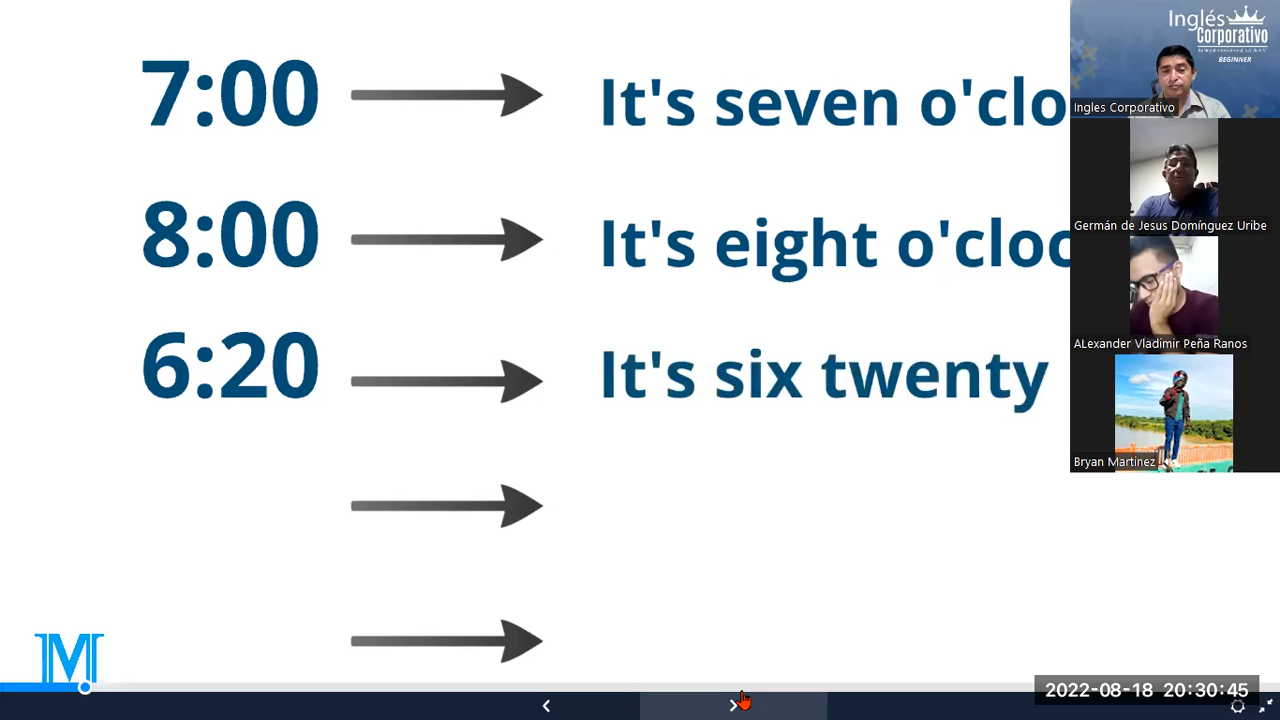 7:00 It's seven o'clo
8:00 It's eight o'cloc
6:20 It's six twenty
M
Inglés
Corporativo
BEGINNER
Ingles Corporativo
Germán de Jesus Domínguez Uribe
ALexander Vladimir Peña Ranos
Bryan Martinez
2022-08-18 20:30:45